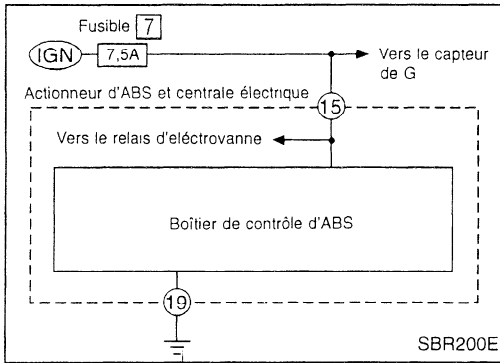 Fusible 7
IGN 7,5A Vers le capteur
de G
Actionneur d'ABS et centrale électrique
15
Vers le relais d'eléctrovanne
Boîtier de contrôle d'ABS
19
SBR200E